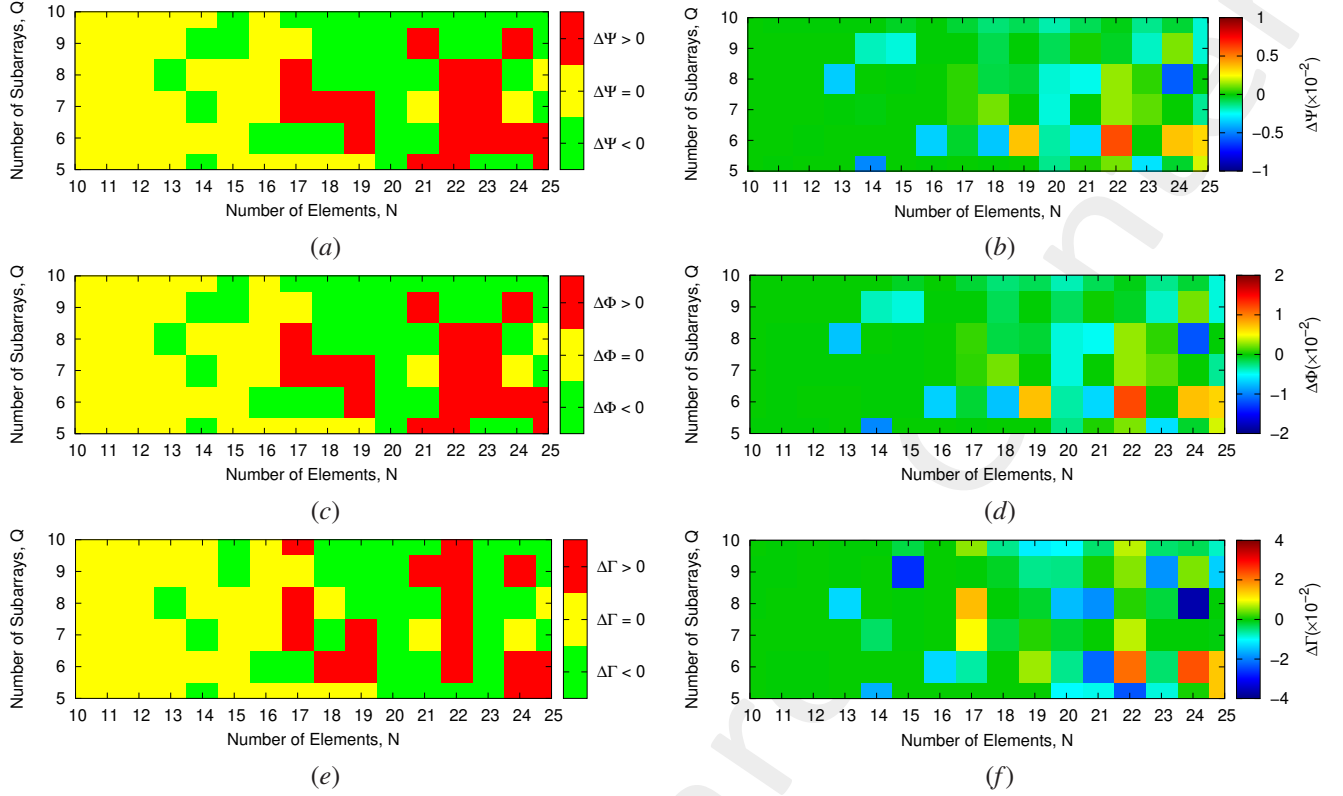 10
9
8
7
6
5
10 11 12 13 14 15 16 17 18 19 20 21 22 23 24 25
Number of Subarrays, Q
Number of Elements, N
ΔΨ > 0
ΔΨ = 0
ΔΨ < 0
(a)
10
9
8
7
6
5
10 11 12 13 14 15 16 17 18 19 20 21 22 23 24 25
Number of Subarrays, Q
Number of Elements, N
1
0.5
0
−0.5
−1
ΔΨ(×10⁻²)
(b)
10
9
8
7
6
5
10 11 12 13 14 15 16 17 18 19 20 21 22 23 24 25
Number of Subarrays, Q
Number of Elements, N
ΔΦ > 0
ΔΦ = 0
ΔΦ < 0
(c)
10
9
8
7
6
5
10 11 12 13 14 15 16 17 18 19 20 21 22 23 24 25
Number of Subarrays, Q
Number of Elements, N
2
1
0
−1
−2
ΔΦ(×10⁻²)
(d)
10
9
8
7
6
5
10 11 12 13 14 15 16 17 18 19 20 21 22 23 24 25
Number of Subarrays, Q
Number of Elements, N
ΔΓ > 0
ΔΓ = 0
ΔΓ < 0
(e)
10
9
8
7
6
5
10 11 12 13 14 15 16 17 18 19 20 21 22 23 24 25
Number of Subarrays, Q
Number of Elements, N
4
2
0
−2
−4
ΔΓ(×10⁻²)
(f)